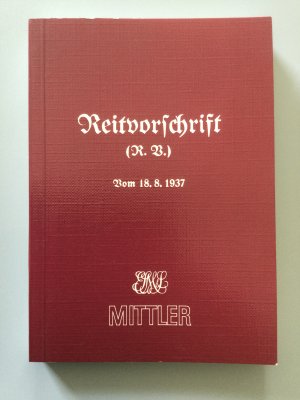 Reitvorschrift
(R. V.)
Vom 18. 8. 1937
MITTLER